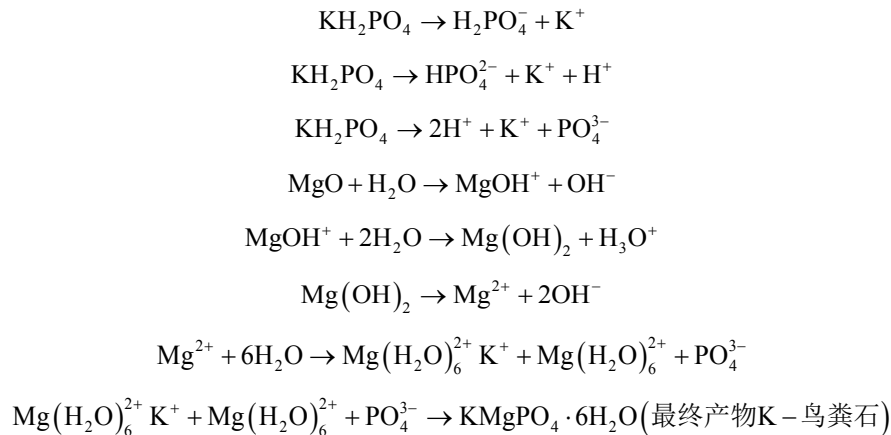 KH₂PO₄ → H₂PO₄⁻ + K⁺
KH₂PO₄ → HPO₄²⁻ + K⁺ + H⁺
KH₂PO₄ → 2H⁺ + K⁺ + PO₄³⁻
MgO + H₂O → MgOH⁺ + OH⁻
MgOH⁺ + 2H₂O → Mg(OH)₂ + H₃O⁺
Mg(OH)₂ → Mg²⁺ + 2OH⁻
Mg²⁺ + 6H₂O → Mg(H₂O)₆²⁺ K⁺ + Mg(H₂O)₆²⁺ + PO₄³⁻
Mg(H₂O)₆²⁺ K⁺ + Mg(H₂O)₆²⁺ + PO₄³⁻ → KMgPO₄·6H₂O(最终产物K−鸟粪石)